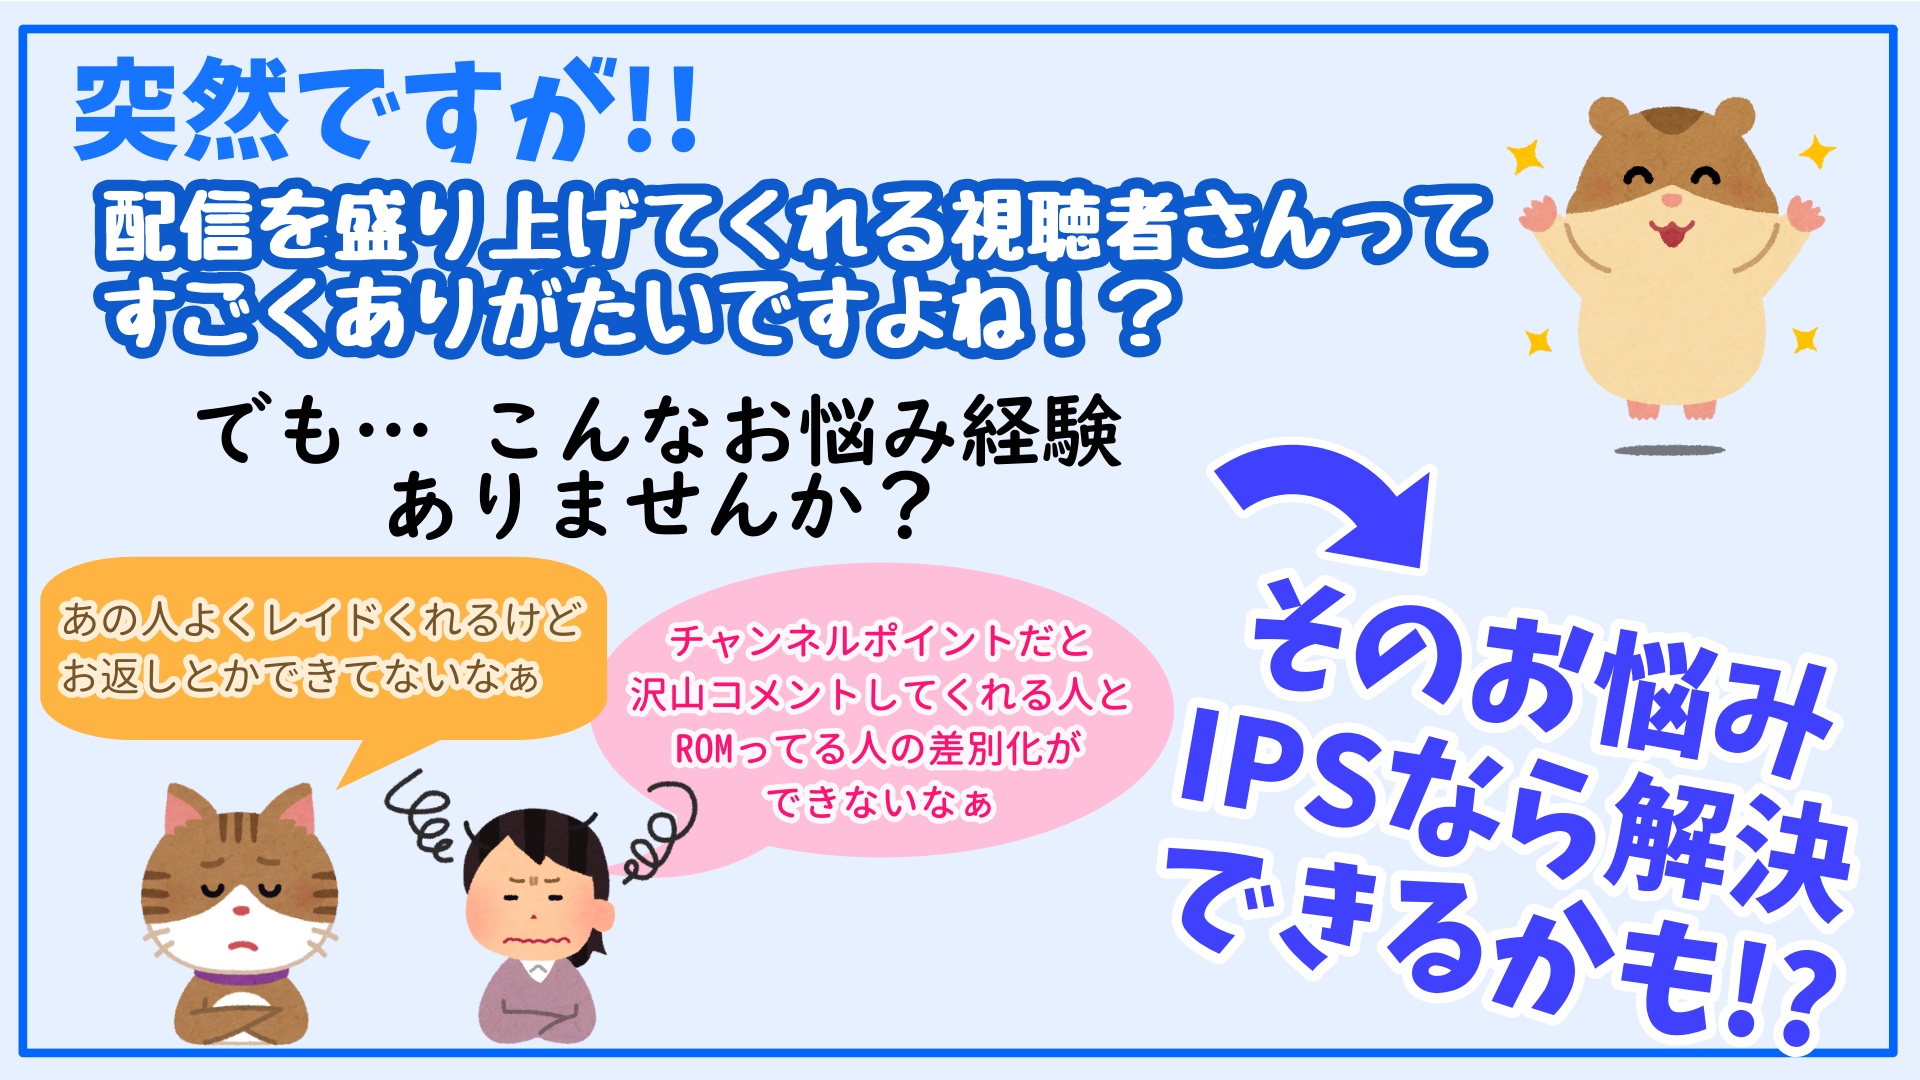 突然ですが!!
配信を盛り上げてくれる視聴者さんって
すごくありがたいですよね！？
でも… こんなお悩み経験
ありませんか？
あの人よくレイドくれるけど
お返しとかできてないなぁ
チャンネルポイントだと
沢山コメントしてくれる人と
ROMってる人の差別化が
できないなぁ
そのお悩み
IPSなら解決
できるかも!?